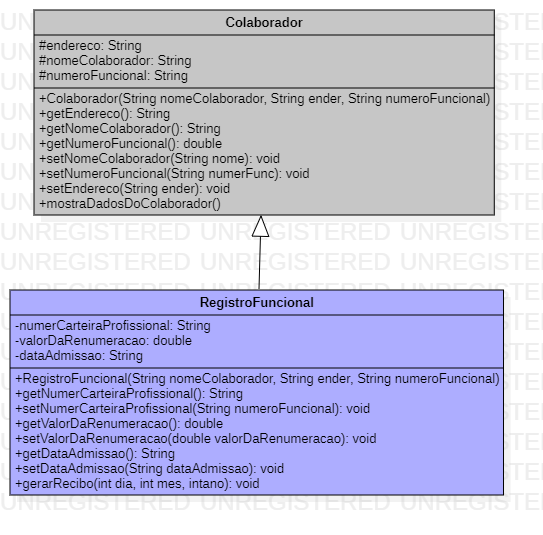 Colaborador
#endereco: String
#nomeColaborador: String
#numeroFuncional: String
+Colaborador(String nomeColaborador, String ender, String numeroFuncional)
+getEndereco(): String
+getNomeColaborador(): String
+getNumeroFuncional(): double
+setNomeColaborador(String nome): void
+setNumeroFuncional(String numerFunc): void
+setEndereco(String ender): void
+mostraDadosDoColaborador()
UNREGISTERED UNREGISTERED UNREGISTERED
UNREGISTERED UNREGISTERED UNREGISTERED
RegistroFuncional
-numerCarteiraProfissional: String
-valorDaRenumeracao: double
-dataAdmissao: String
+RegistroFuncional(String nomeColaborador, String ender, String numeroFuncional)
+getNumerCarteiraProfissional(): String
+setNumerCarteiraProfissional(String numeroFuncional): void
+getValorDaRenumeracao(): double
+setValorDaRenumeracao(double valorDaRenumeracao): void
+getDataAdmissao(): String
+setDataAdmissao(String dataAdmissao): void
+gerarRecibo(int dia, int mes, intano): void
UNREGISTERED UNREGISTERED UNREGISTERED